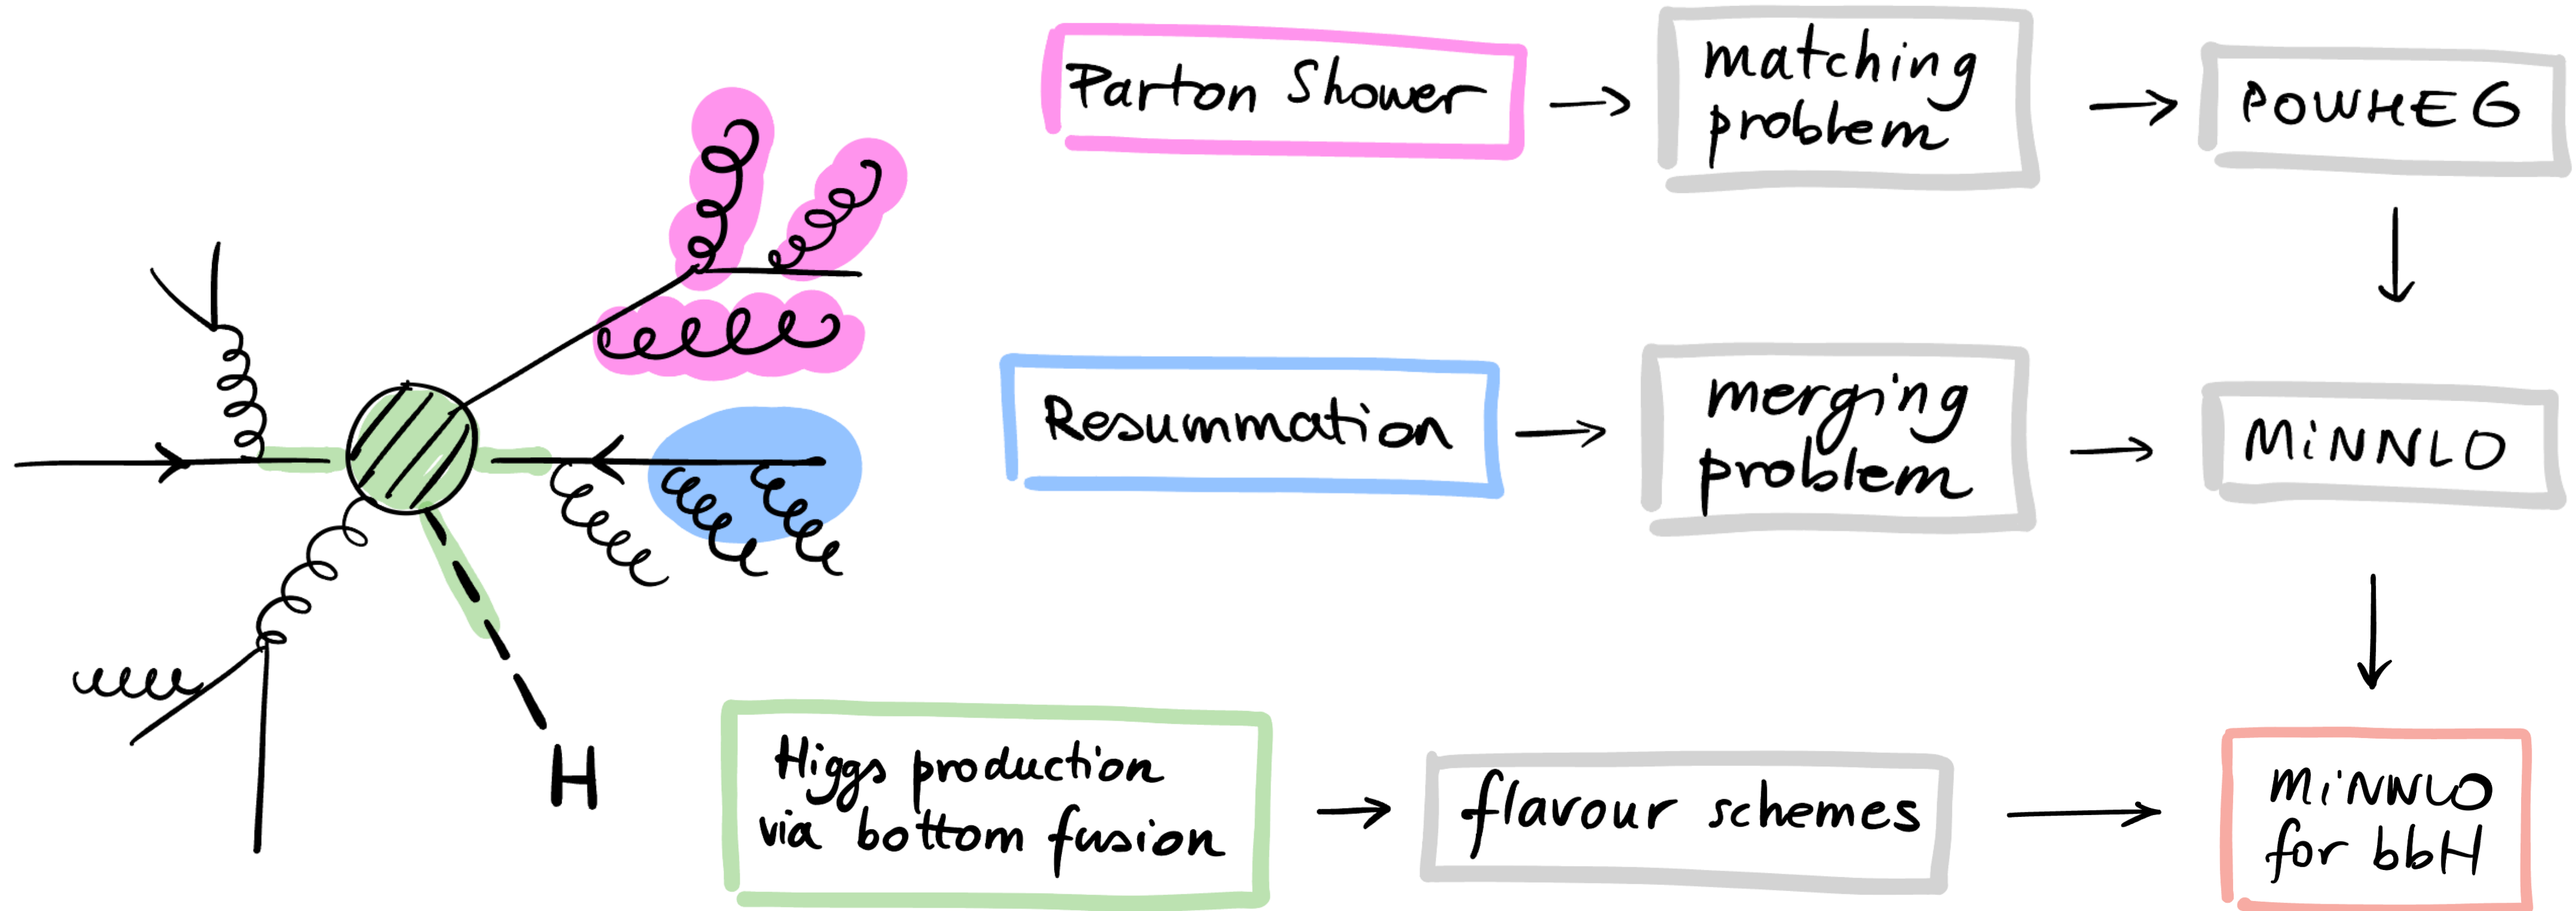 Parton Shower
matching
problem
POWHEG
Resummation
merging
problem
MiNNLO
H
Higgs production
via bottom fusion
flavour schemes
MiNNLO
for bbH